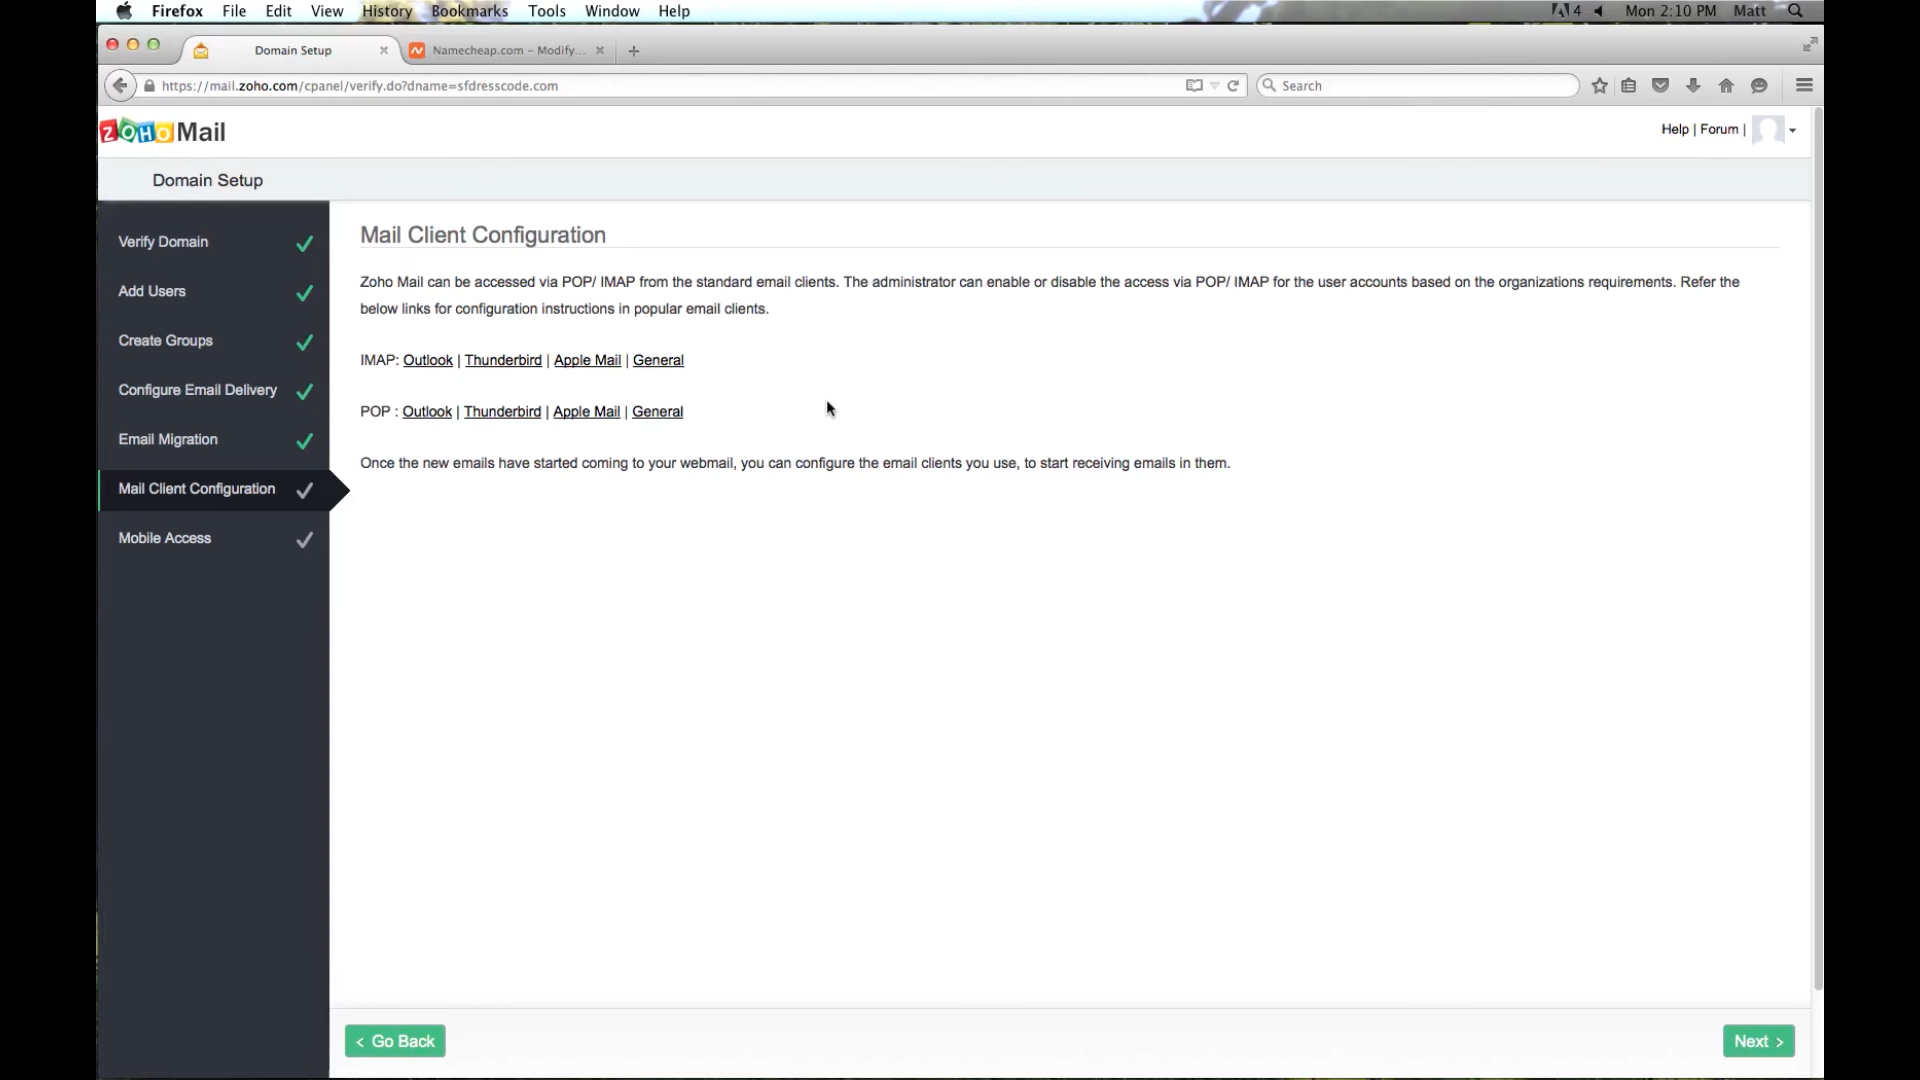 Firefox File Edit View History Bookmarks Tools Window Help
4 Mon 2:10 PM Matt
Domain Setup
Namecheap.com – Modify...
https://mail.zoho.com/cpanel/verify.do?dname=sfdresscode.com
Search
ZOHO Mail
Help | Forum |
Domain Setup
Verify Domain
Add Users
Create Groups
Configure Email Delivery
Email Migration
Mail Client Configuration
Mobile Access
Mail Client Configuration
Zoho Mail can be accessed via POP/ IMAP from the standard email clients. The administrator can enable or disable the access via POP/ IMAP for the user accounts based on the organizations requirements. Refer the
below links for configuration instructions in popular email clients.
IMAP: Outlook | Thunderbird | Apple Mail | General
POP : Outlook | Thunderbird | Apple Mail | General
Once the new emails have started coming to your webmail, you can configure the email clients you use, to start receiving emails in them.
< Go Back
Next >